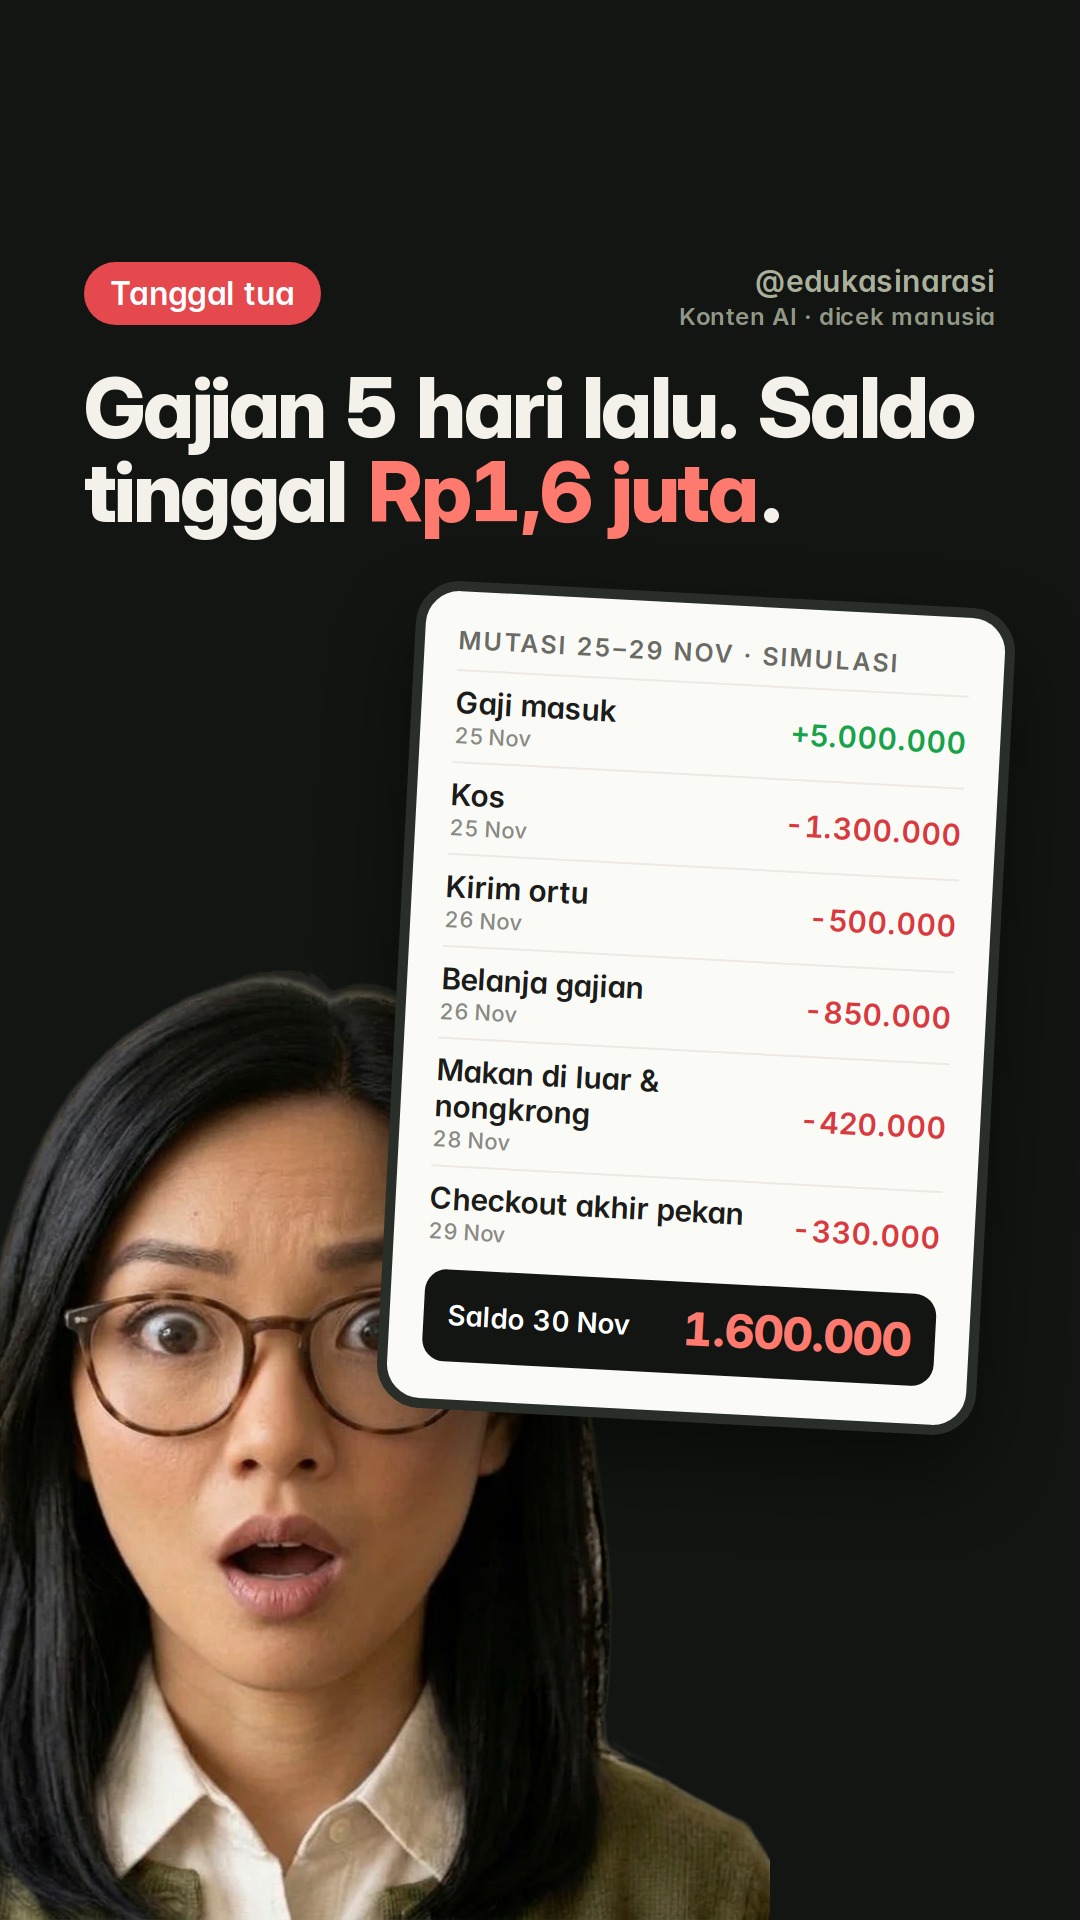 Tanggal tua
@edukasinarasi
Konten AI · dicek manusia
Gajian 5 hari lalu. Saldo
tinggal Rp1,6 juta.
MUTASI 25–29 NOV · SIMULASI
Gaji masuk
25 Nov
+5.000.000
Kos
25 Nov
-1.300.000
Kirim ortu
26 Nov
-500.000
Belanja gajian
26 Nov
-850.000
Makan di luar &
nongkrong
28 Nov
-420.000
Checkout akhir pekan
29 Nov
-330.000
Saldo 30 Nov
1.600.000